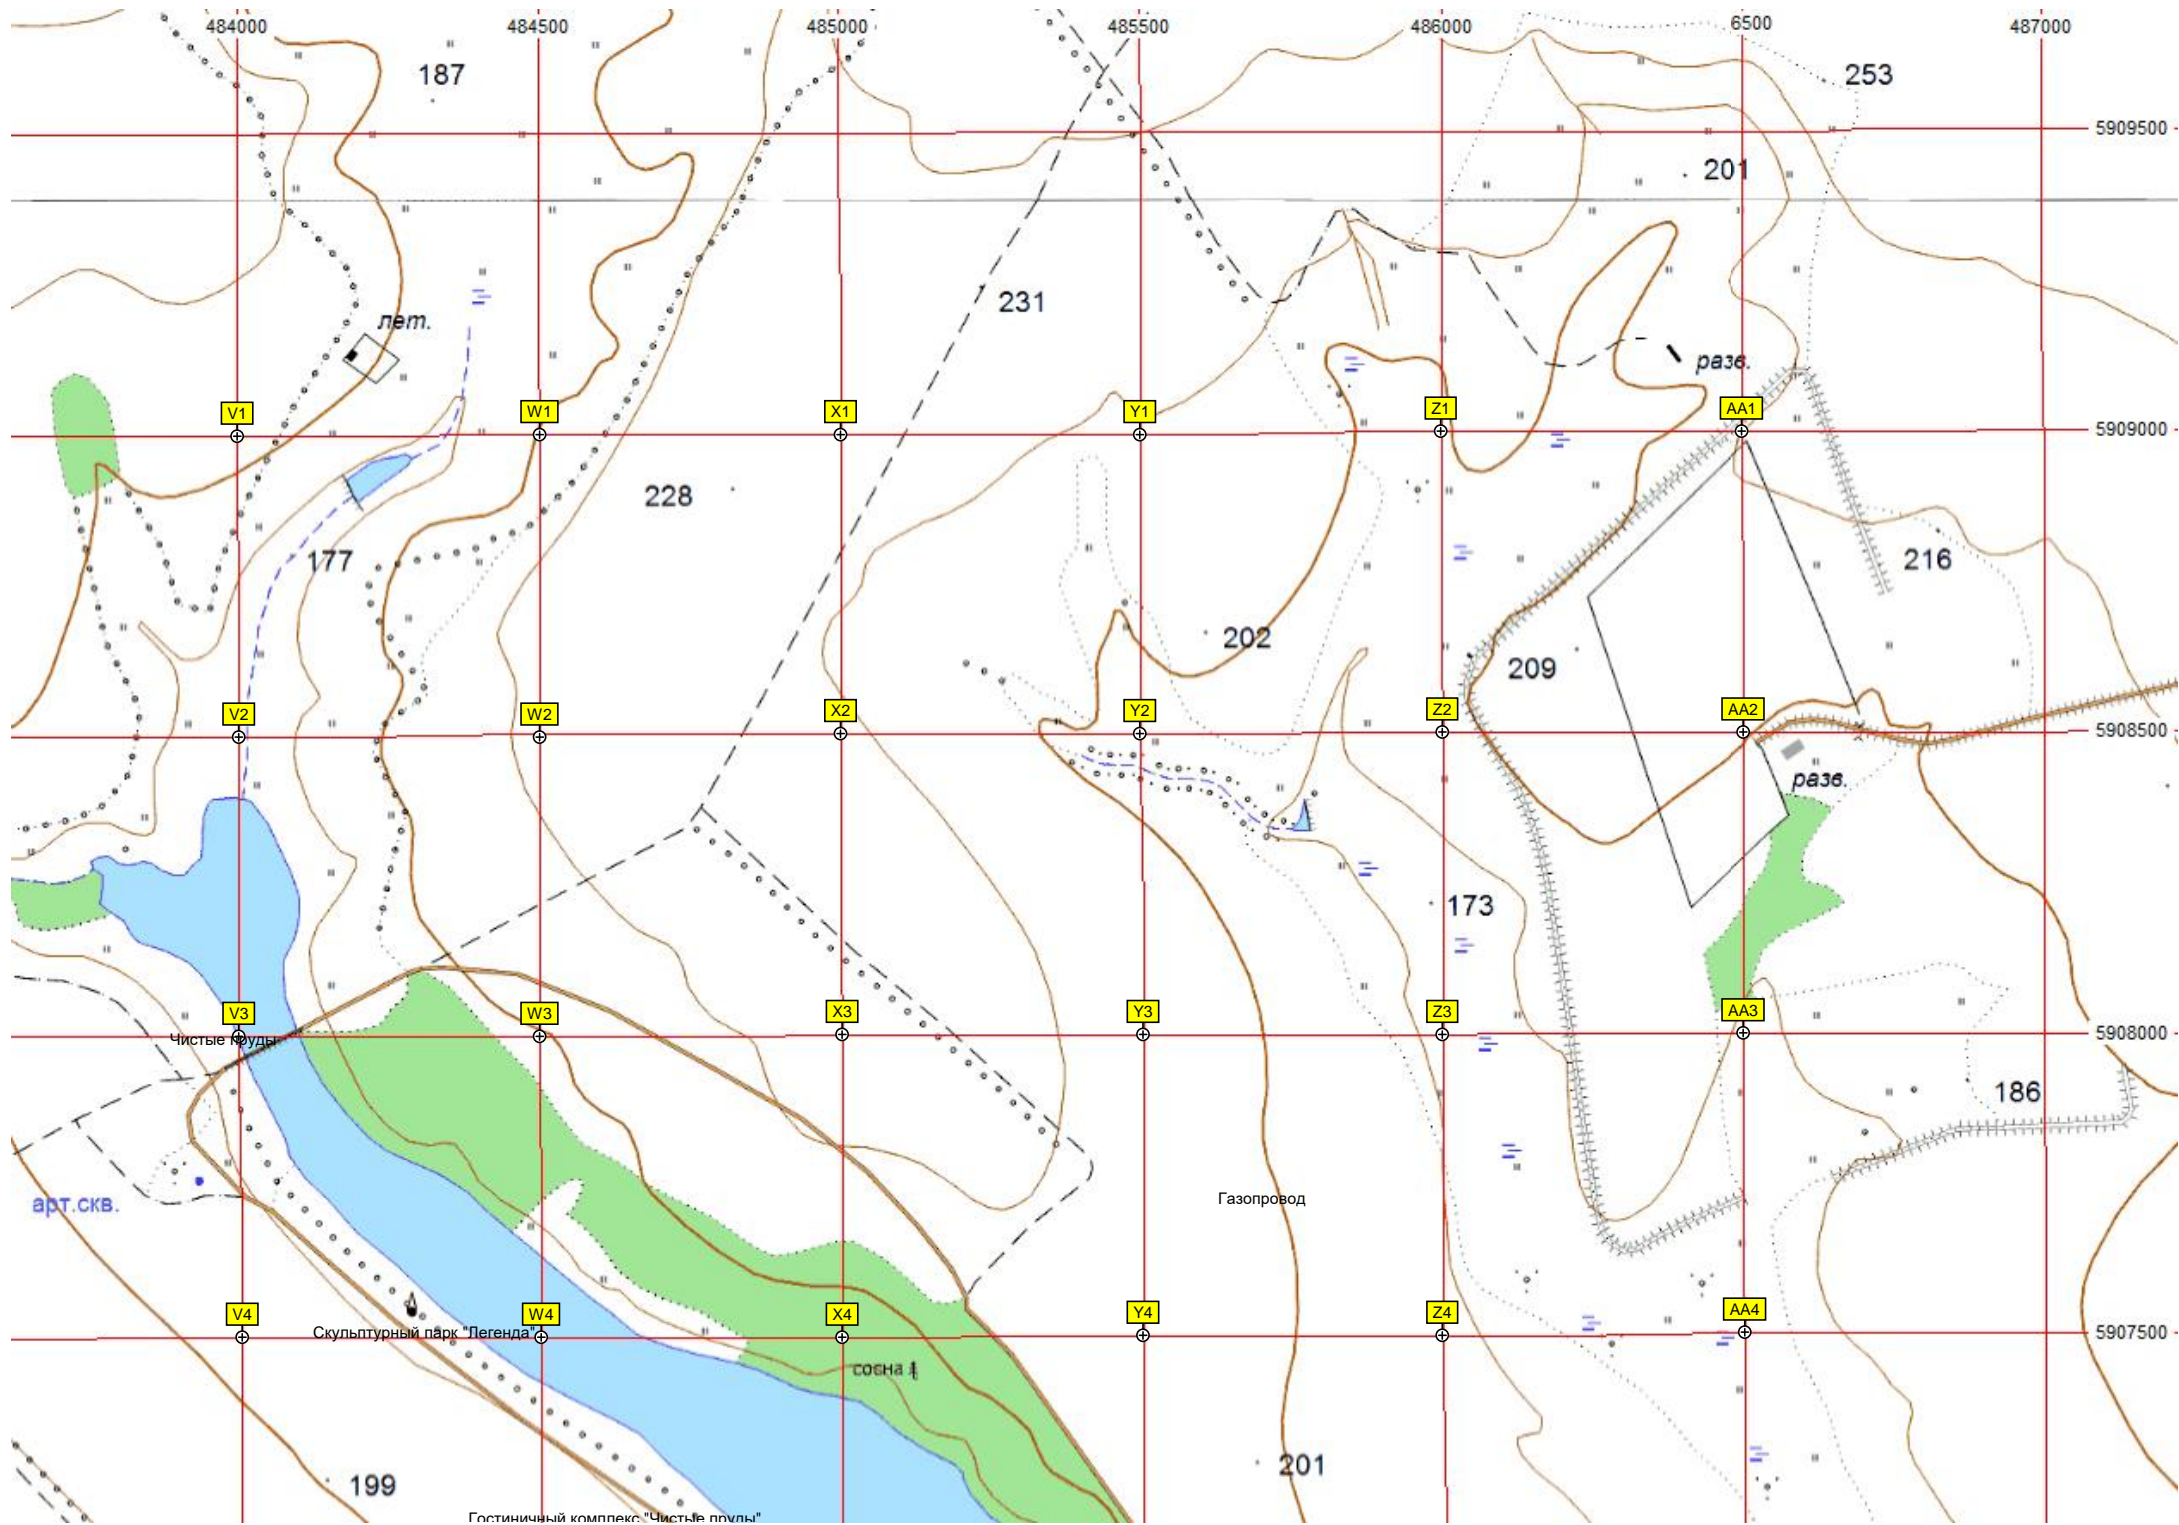 484000 484500 485000 485500 486000 6500 487000
187 253
5909500
201
231
лет.
разв.
V1 W1 X1 Y1 Z1 AA1
5909000
228
177 216
202
209
V2 W2 X2 Y2 Z2 AA2
5908500
разв.
173
V3 W3 X3 Y3 Z3 AA3
5908000
Чистые пруды
186
арт.скв.
Газопровод
V4 W4 X4 Y4 Z4 AA4
5907500
Скульптурный парк "Легенда"
сосна
201
199
Гостиничный комплекс "Чистые пруды"